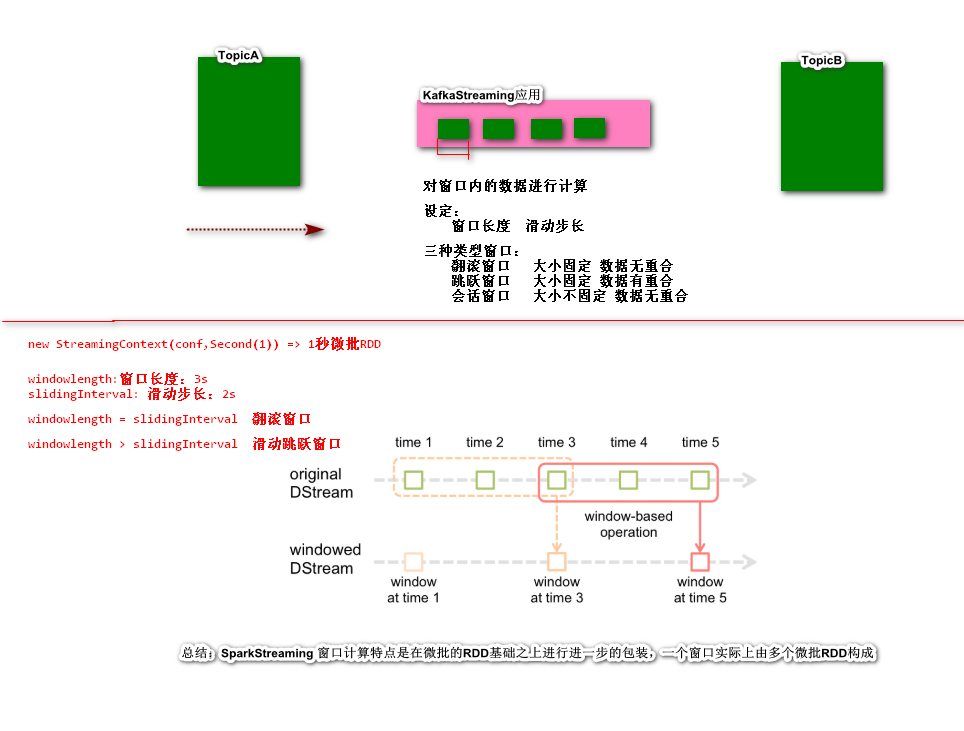 TopicA
TopicB
KafkaStreaming应用
对窗口内的数据进行计算
设定:
窗口长度 滑动步长
三种类型窗口:
翻滚窗口 大小固定 数据无重合
跳跃窗口 大小固定 数据有重合
会话窗口 大小不固定 数据无重合
new StreamingContext(conf,Second(1)) => 1秒微批RDD
windowlength:窗口长度: 3s
slidingInterval: 滑动步长: 2s
windowlength = slidingInterval 翻滚窗口
windowlength > slidingInterval 滑动跳跃窗口
time 1 time 2 time 3 time 4 time 5
original
DStream
window-based
operation
windowed
DStream
window
at time 1
window
at time 3
window
at time 5
总结: SparkStreaming 窗口计算特点是在微批的RDD基础之上进行进一步的包装, 一个窗口实际上由多个微批RDD构成